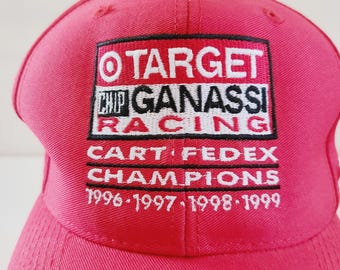 TARGET
CHIP GANASSI
RACING
CART·FEDEX
CHAMPIONS
1996·1997·1998·1999